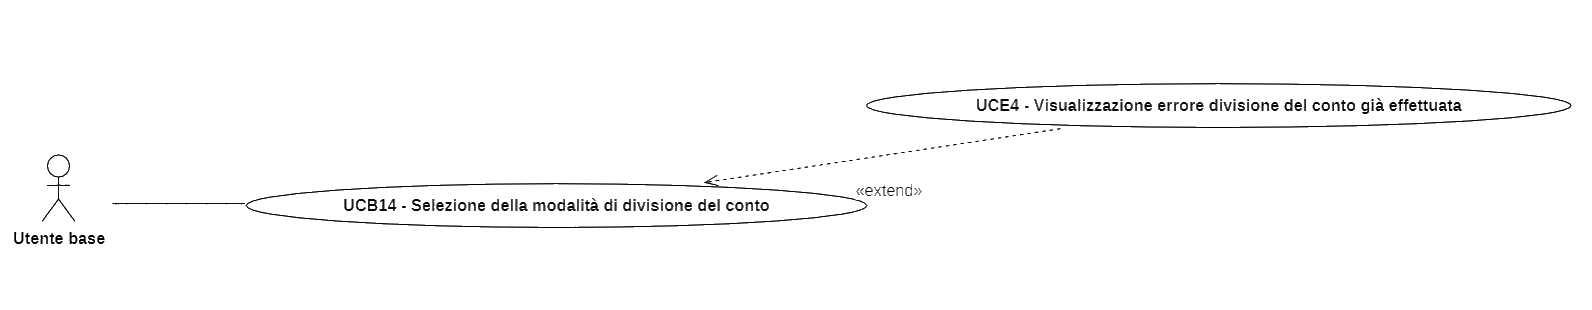 UCE4 - Visualizzazione errore divisione del conto già effettuata
«extend»
UCB14 - Selezione della modalità di divisione del conto
Utente base